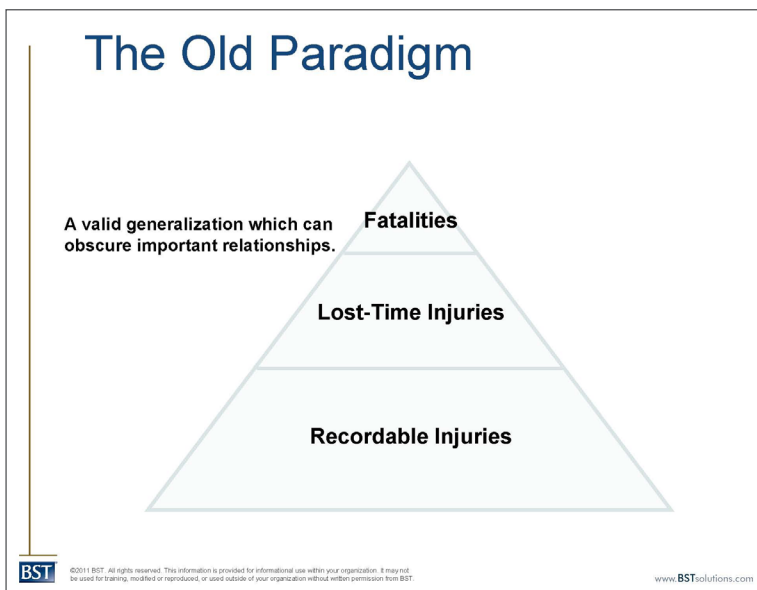 The Old Paradigm
A valid generalization which can
obscure important relationships.
Fatalities
Lost-Time Injuries
Recordable Injuries
BST
©2011 BST. All rights reserved. This information is provided for informational use within your organization. It may not
be used for training, modified or reproduced, or used outside of your organization without written permission from BST.
www.BSTsolutions.com